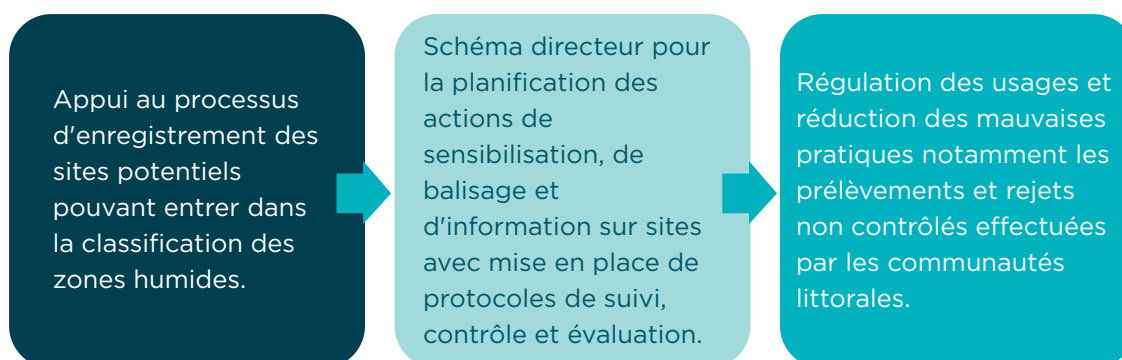 Appui au processus
d'enregistrement des
sites potentiels
pouvant entrer dans
la classification des
zones humides.
Schéma directeur pour
la planification des
actions de
sensibilisation, de
balisage et
d'information sur sites
avec mise en place de
protocoles de suivi,
contrôle et évaluation.
Régulation des usages et
réduction des mauvaises
pratiques notamment les
prélèvements et rejets
non contrôlés effectuées
par les communautés
littorales.